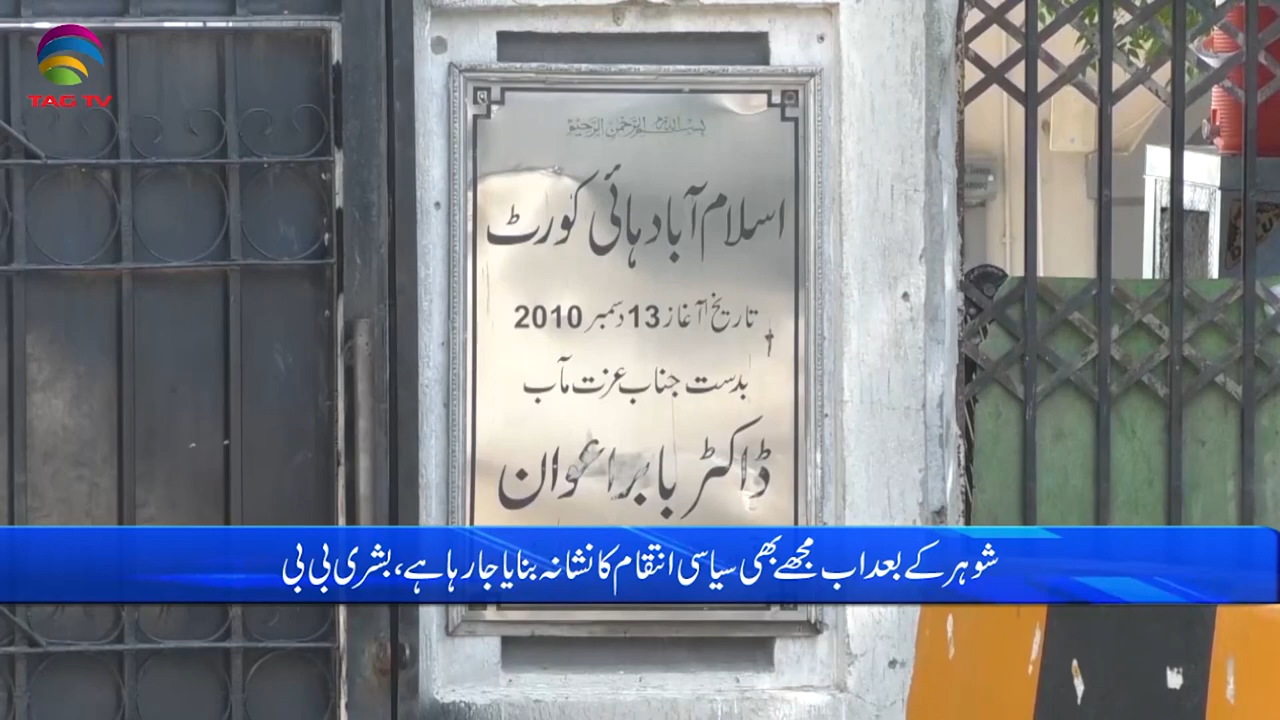 TAG TV
بسم اللہ الرحمن الرحیم
اسلام آباد ہائی کورٹ
تاریخ آغاز 13 دسمبر 2010
بدست جناب عزت مآب
ڈاکٹر بابر اعوان
شوہر کے بعد اب مجھے بھی سیاسی انتقام کا نشانہ بنایا جا رہا ہے، بشری بی بی